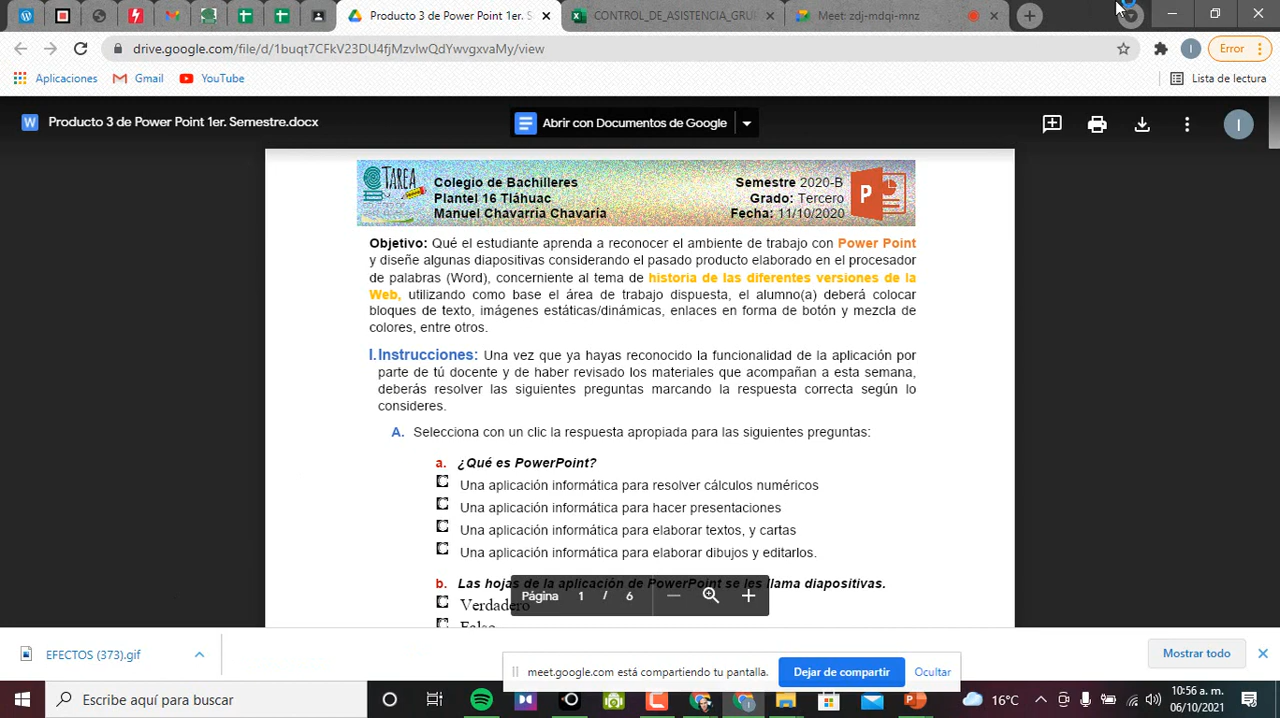 Producto 3 de Power Point 1er. S
CONTROL_DE_ASISTENCIA_GRU
Meet: zdj-mdqi-mnz
drive.google.com/file/d/1buqt7CFkV23DU4fjMzvlwQdYwvgxvaMy/view
I
Error
Aplicaciones
Gmail
YouTube
Lista de lectura
W
Producto 3 de Power Point 1er. Semestre.docx
Abrir con Documentos de Google
I
TAREA
Colegio de Bachilleres
Semestre 2020-B
Plantel 16 Tláhuac
Grado: Tercero
Manuel Chavarria Chavaria
Fecha: 11/10/2020
P
Objetivo: Qué el estudiante aprenda a reconocer el ambiente de trabajo con Power Point
y diseñe algunas diapositivas considerando el pasado producto elaborado en el procesador
de palabras (Word), concerniente al tema de historia de las diferentes versiones de la
Web, utilizando como base el área de trabajo dispuesta, el alumno(a) deberá colocar
bloques de texto, imágenes estáticas/dinámicas, enlaces en forma de botón y mezcla de
colores, entre otros.
I. Instrucciones: Una vez que ya hayas reconocido la funcionalidad de la aplicación por
parte de tú docente y de haber revisado los materiales que acompañan a esta semana,
deberás resolver las siguientes preguntas marcando la respuesta correcta según lo
consideres.
A. Selecciona con un clic la respuesta apropiada para las siguientes preguntas:
a. ¿Qué es PowerPoint?
Una aplicación informática para resolver cálculos numéricos
Una aplicación informática para hacer presentaciones
Una aplicación informática para elaborar textos, y cartas
Una aplicación informática para elaborar dibujos y editarlos.
b. Las hojas de la aplicación de PowerPoint se les llama diapositivas.
Verdadero
Falso
Página 1 / 6
EFECTOS (373).gif
Mostrar todo
meet.google.com está compartiendo tu pantalla.
Dejar de compartir
Ocultar
Escribe aquí para buscar
16°C
10:56 a. m.
06/10/2021